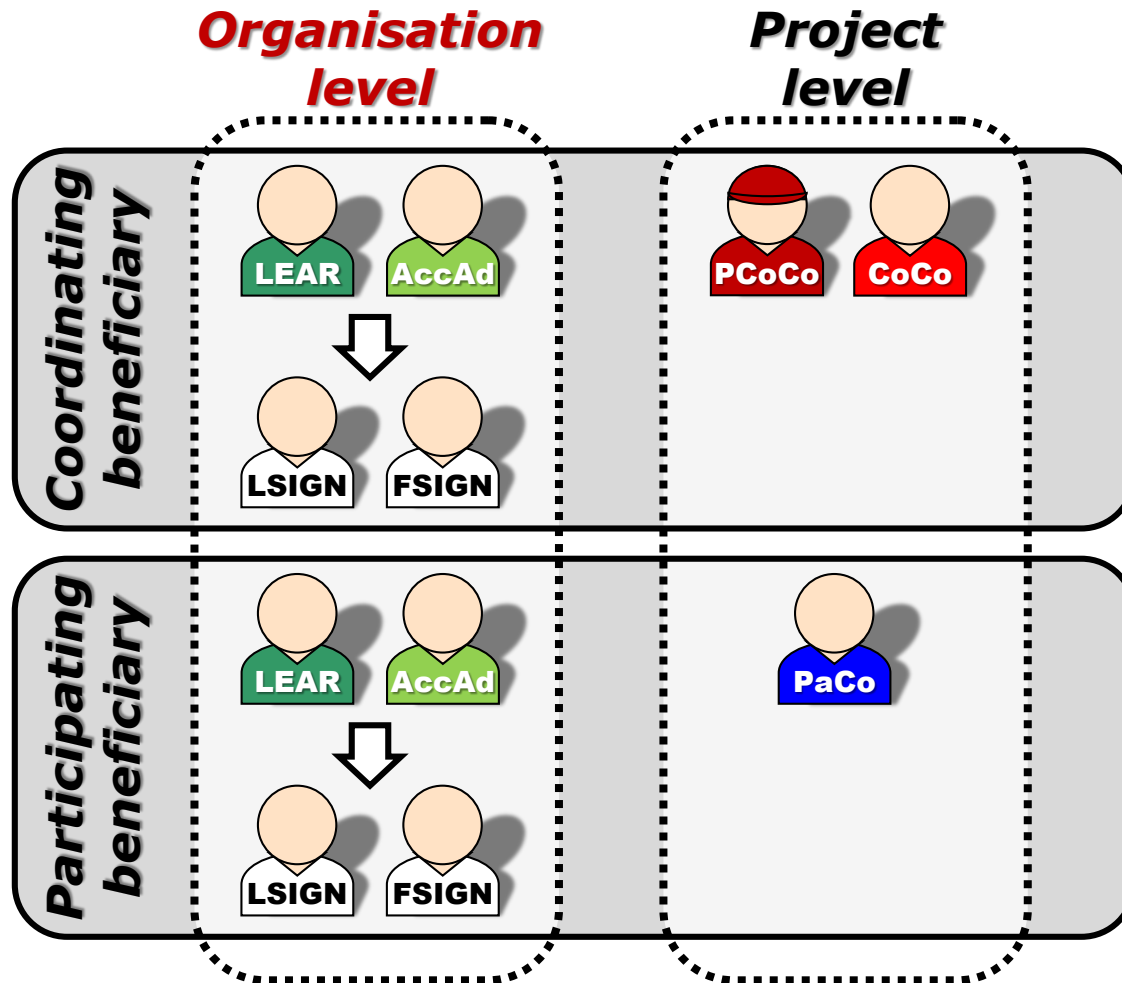 Organisation
level
Project
level
Coordinating
beneficiary
LEAR
AccAd
PCoCo
CoCo
LSIGN
FSIGN
Participating
beneficiary
LEAR
AccAd
PaCo
LSIGN
FSIGN